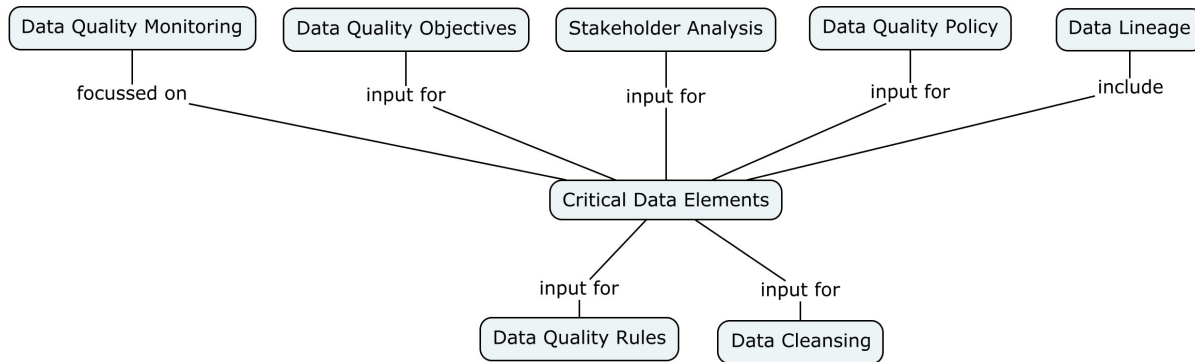 Data Quality Monitoring
Data Quality Objectives
Stakeholder Analysis
Data Quality Policy
Data Lineage
focussed on
input for
input for
input for
include
Critical Data Elements
input for
input for
Data Quality Rules
Data Cleansing